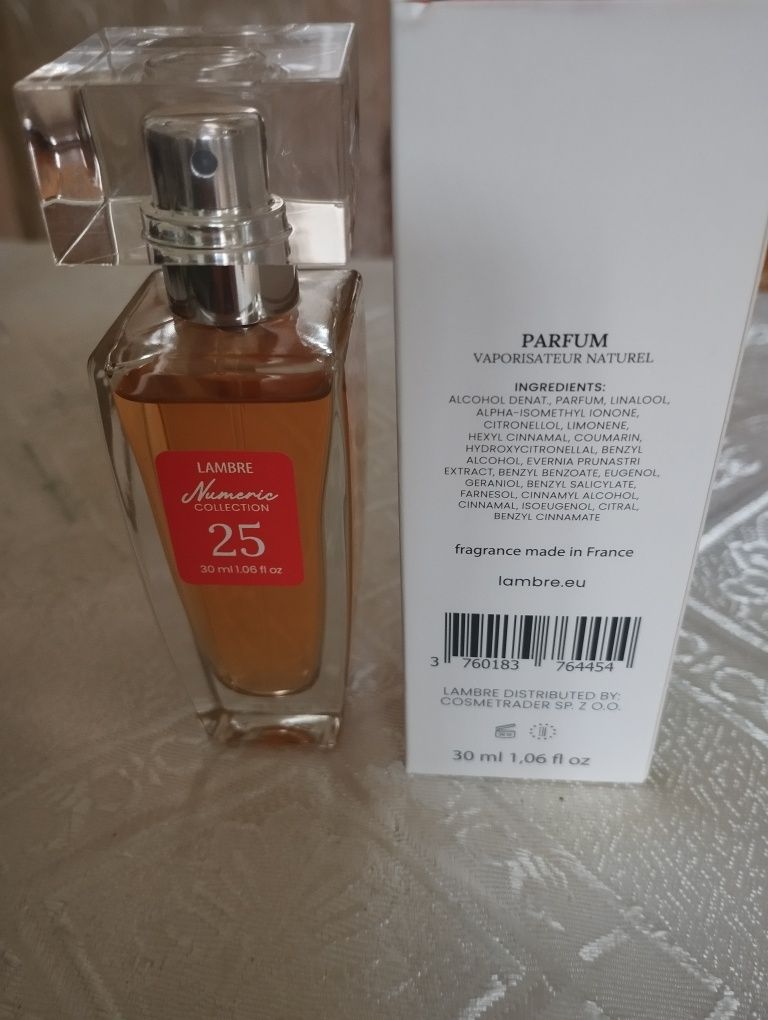 LAMBRE
Numeric
COLLECTION
25
30 ml 1.06 fl oz
PARFUM
VAPORISATEUR NATUREL
INGREDIENTS:
ALCOHOL DENAT., PARFUM, LINALOOL,
ALPHA-ISOMETHYL IONONE,
CITRONELLOL, LIMONENE,
HEXYL CINNAMAL, COUMARIN,
HYDROXYCITRONELLAL, BENZYL
ALCOHOL, EVERNIA PRUNASTRI
EXTRACT, BENZYL BENZOATE, EUGENOL,
GERANIOL, BENZYL SALICYLATE,
FARNESOL, CINNAMYL ALCOHOL,
CINNAMAL, ISOEUGENOL, CITRAL,
BENZYL CINNAMATE
fragrance made in France
lambre.eu
3 760183 764454
LAMBRE DISTRIBUTED BY:
COSMETRADER SP. Z O.O.
30 ml 1,06 fl oz